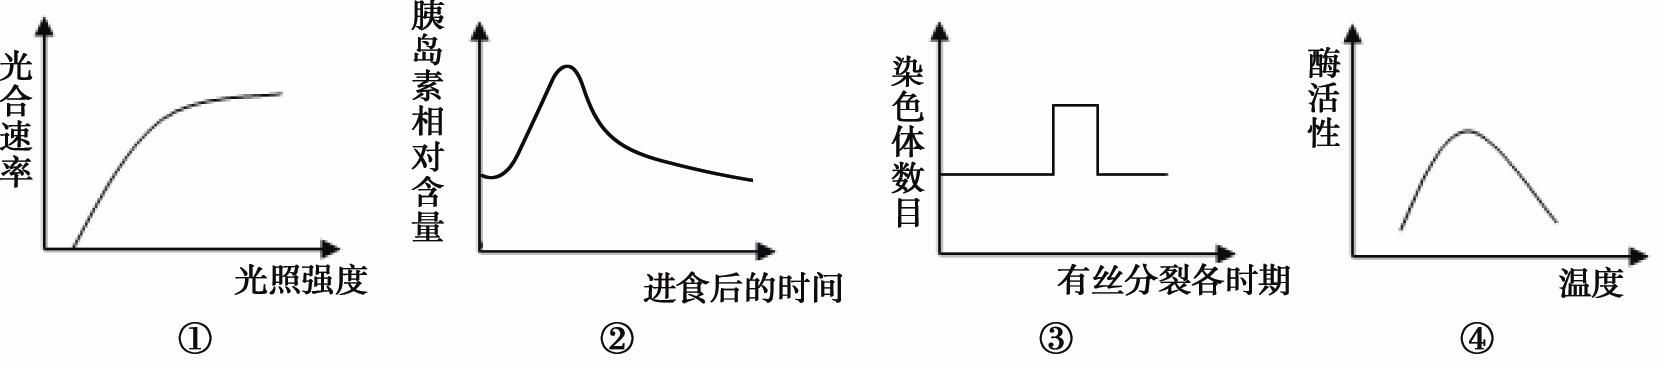 光合速率
光照强度
①
胰岛素相对含量
进食后的时间
②
染色体数目
有丝分裂各时期
③
酶活性
温度
④